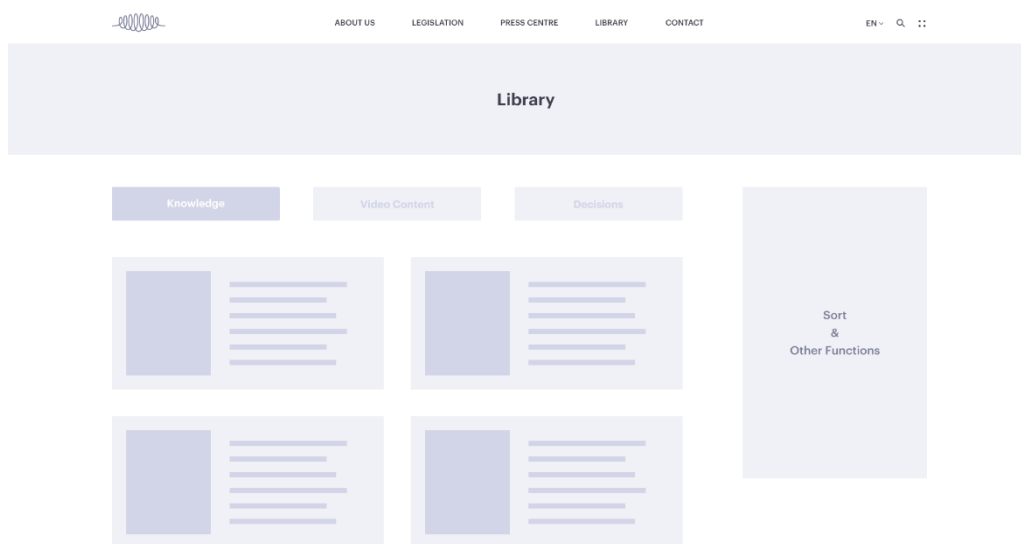 ABOUT US
LEGISLATION
PRESS CENTRE
LIBRARY
CONTACT
EN
Library
Knowledge
Video Content
Decisions
Sort
&
Other Functions